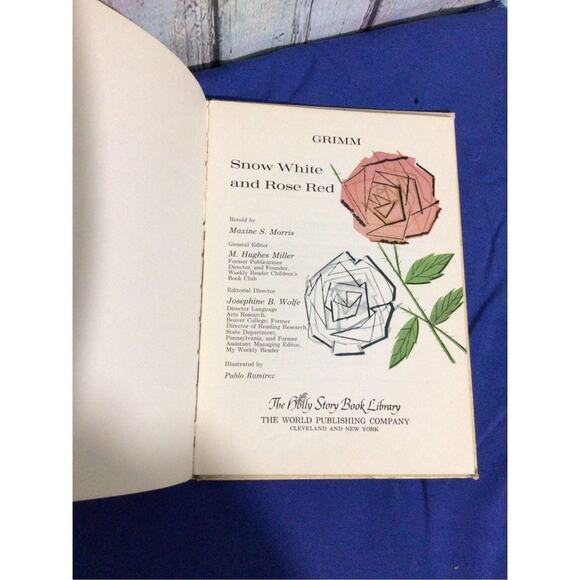 GRIMM
Snow White
and Rose Red
Retold by
Maxine S. Morris
General Editor
M. Hughes Miller
Former Publications
Director, and Founder,
Weekly Reader Children's
Book Club
Editorial Director
Josephine B. Wolfe
Director Language
Arts Research,
Beaver College; Former
Director of Reading Research,
State Department,
Pennsylvania, and Former
Assistant Managing Editor,
My Weekly Reader
Illustrated by
Pablo Ramirez
The Holly Story Book Library
THE WORLD PUBLISHING COMPANY
CLEVELAND AND NEW YORK